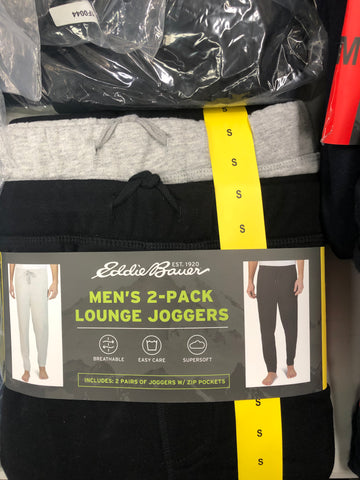 TF0044
M
S
S
S
S
EST. 1920
Eddie Bauer
MEN'S 2-PACK
LOUNGE JOGGERS
BREATHABLE
EASY CARE
SUPERSOFT
INCLUDES: 2 PAIRS OF JOGGERS W/ ZIP POCKETS
S
S
S